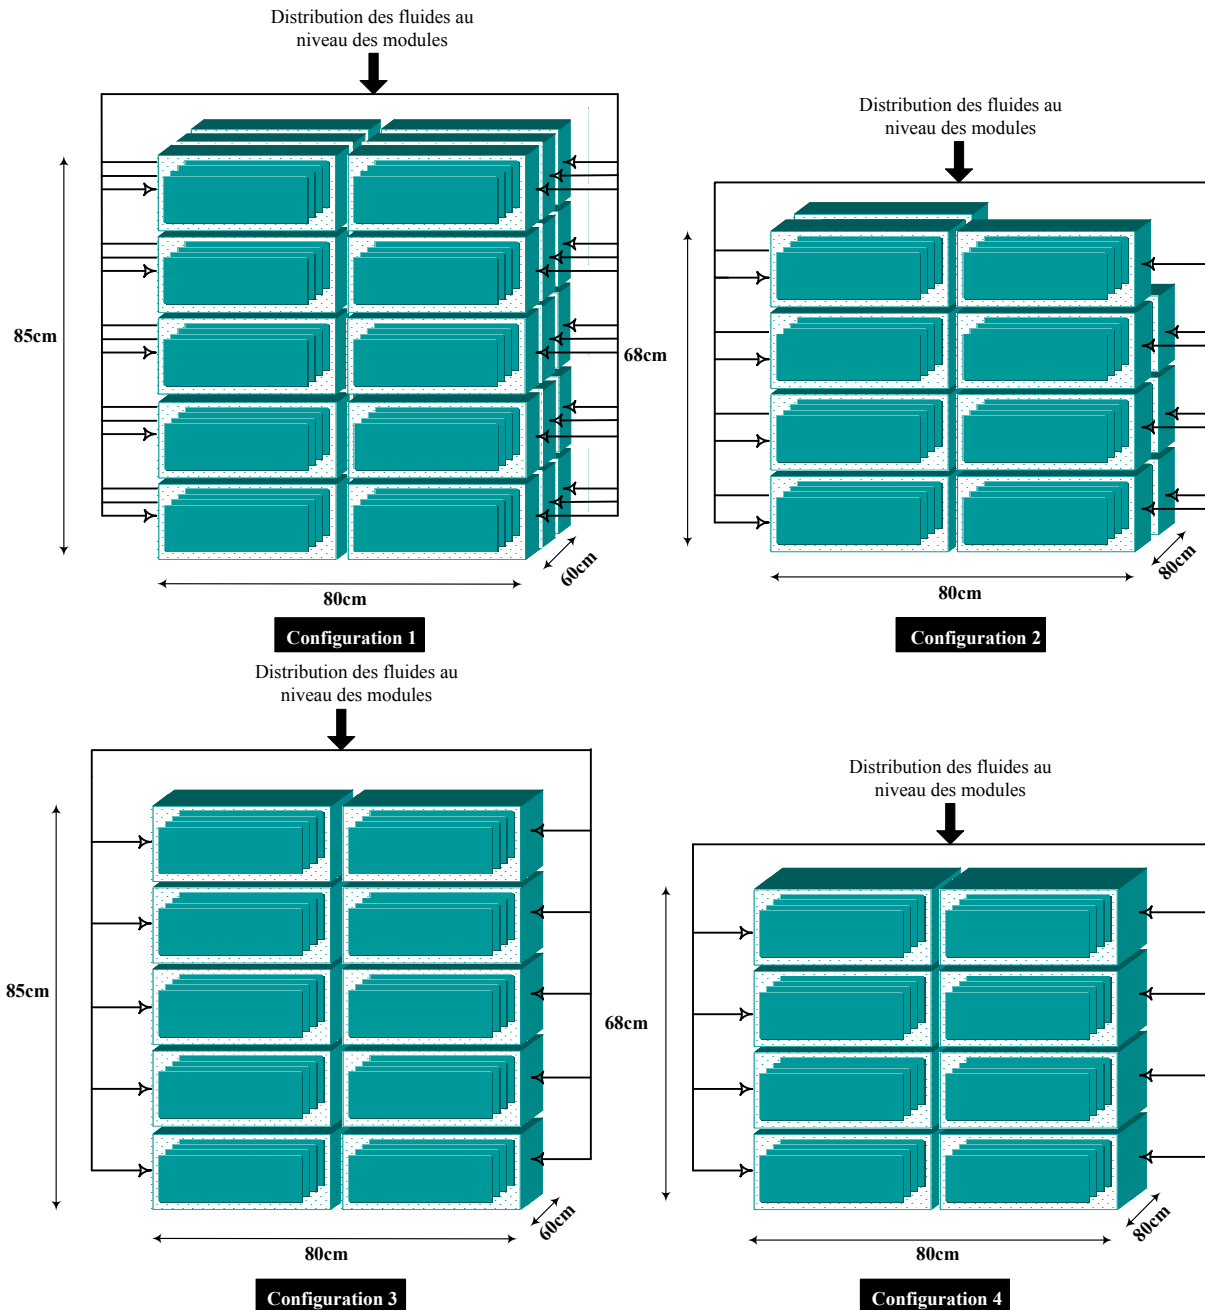 Distribution des fluides au
niveau des modules
85cm
60cm
80cm
Configuration 1
Distribution des fluides au
niveau des modules
68cm
80cm
80cm
Configuration 2
Distribution des fluides au
niveau des modules
85cm
60cm
80cm
Configuration 3
Distribution des fluides au
niveau des modules
68cm
80cm
80cm
Configuration 4